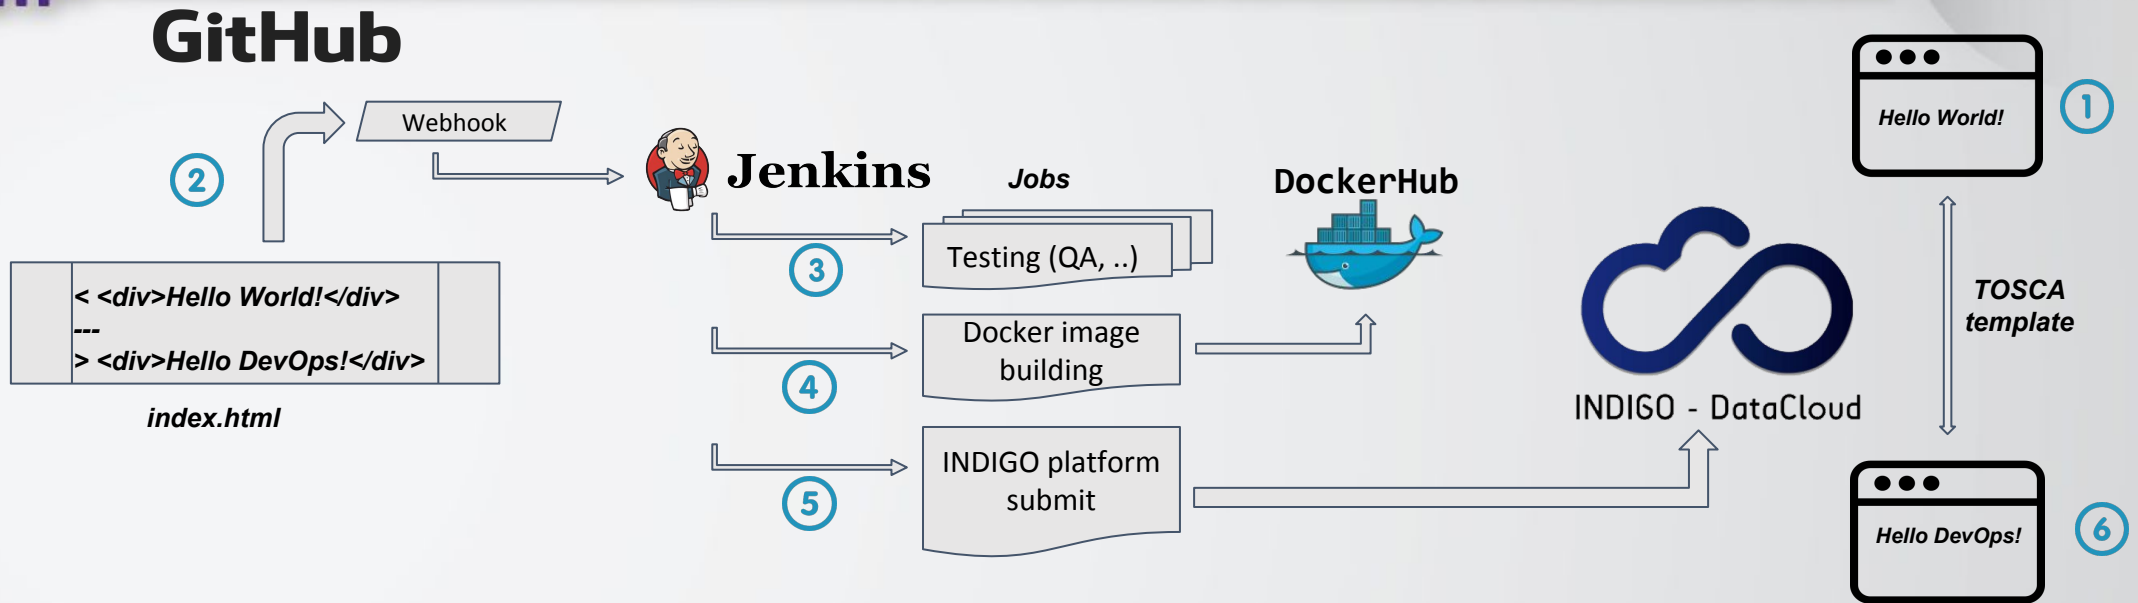 GitHub
Webhook
2
< <div>Hello World!</div>
---
> <div>Hello DevOps!</div>
index.html
Jenkins
Jobs
3
Testing (QA, ..)
4
Docker image
building
5
INDIGO platform
submit
DockerHub
INDIGO - DataCloud
Hello World!
1
TOSCA
template
Hello DevOps!
6